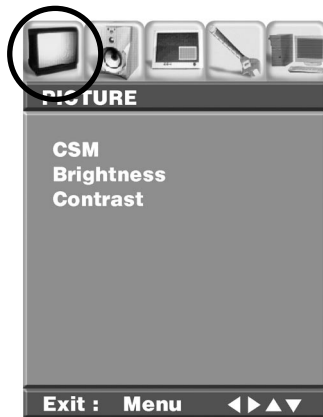 PICTURE
CSM
Brightness
Contrast
Exit : Menu ◀▶▲▼